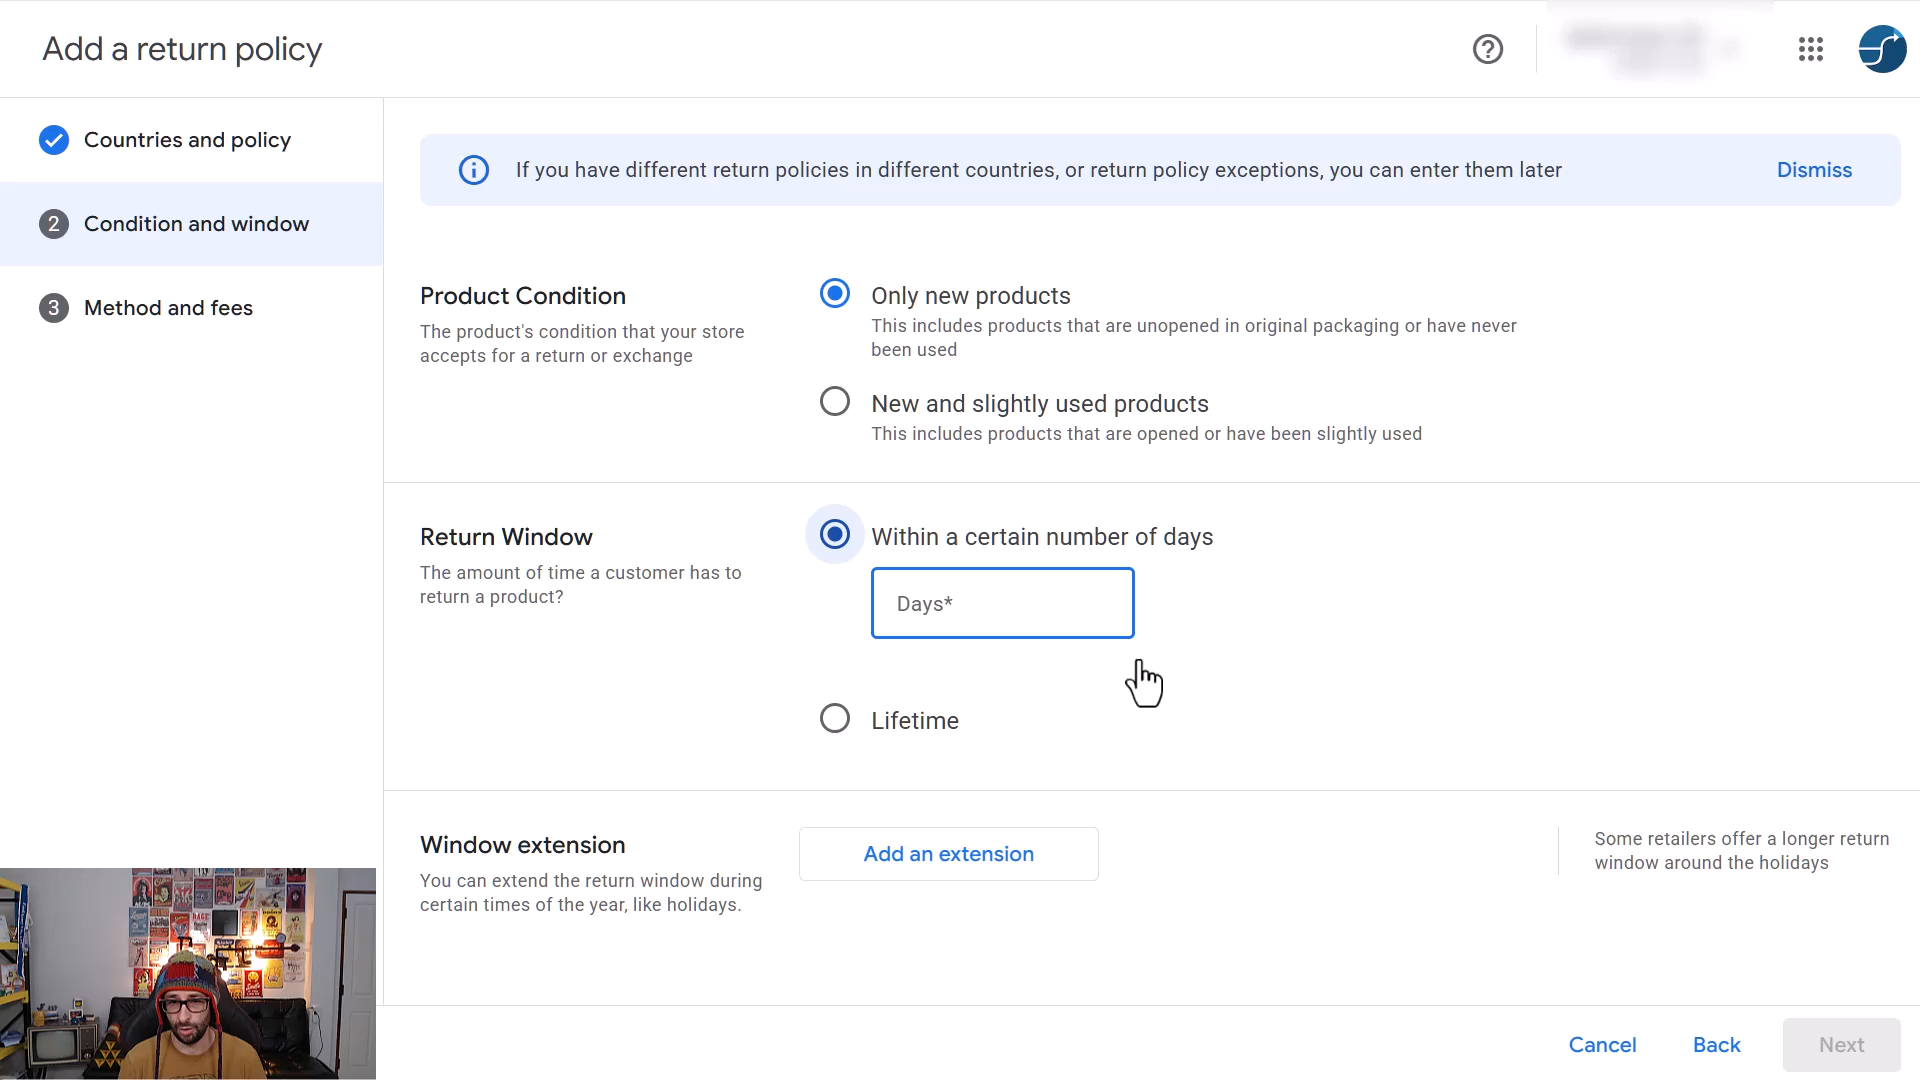 Add a return policy
Countries and policy
2 Condition and window
3 Method and fees
If you have different return policies in different countries, or return policy exceptions, you can enter them later
Dismiss
Product Condition
The product's condition that your store
accepts for a return or exchange
Only new products
This includes products that are unopened in original packaging or have never
been used
New and slightly used products
This includes products that are opened or have been slightly used
Return Window
The amount of time a customer has to
return a product?
Within a certain number of days
Days*
Lifetime
Window extension
You can extend the return window during
certain times of the year, like holidays.
Add an extension
Some retailers offer a longer return
window around the holidays
Cancel
Back
Next